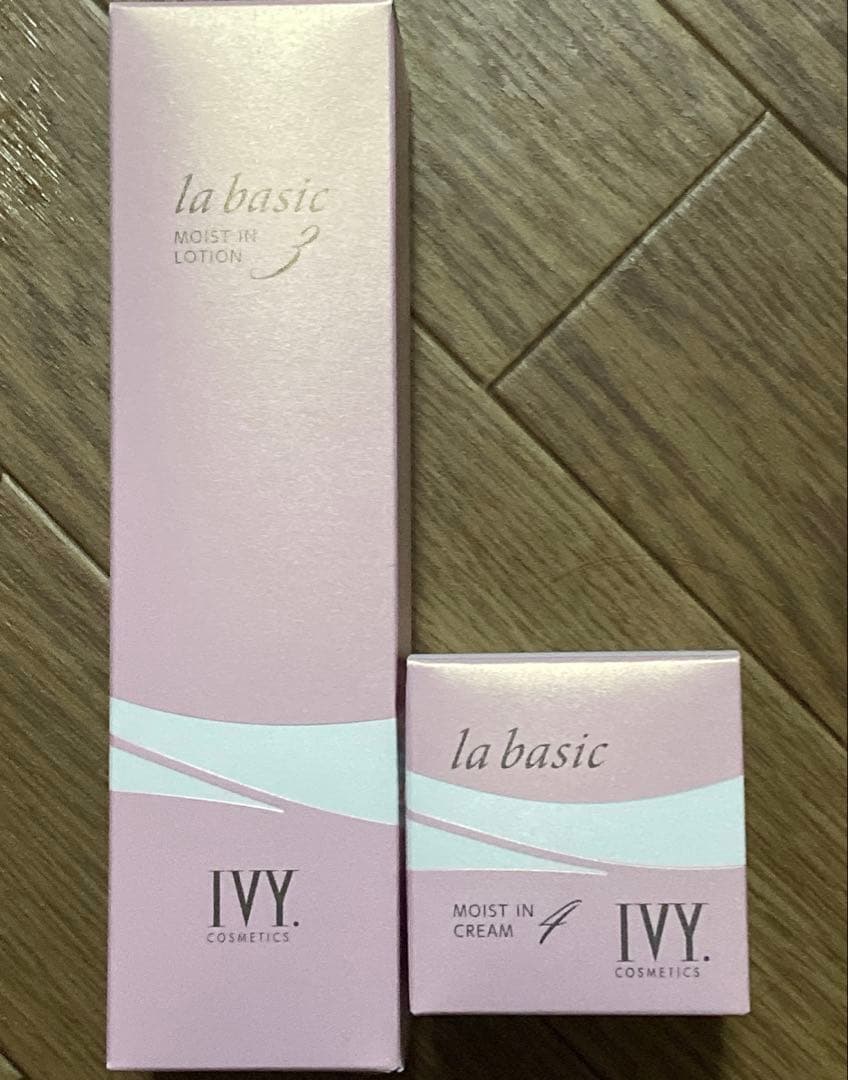 la basic
MOIST IN
LOTION 3
IVY.
COSMETICS
la basic
MOIST IN
CREAM 4
IVY.
COSMETICS